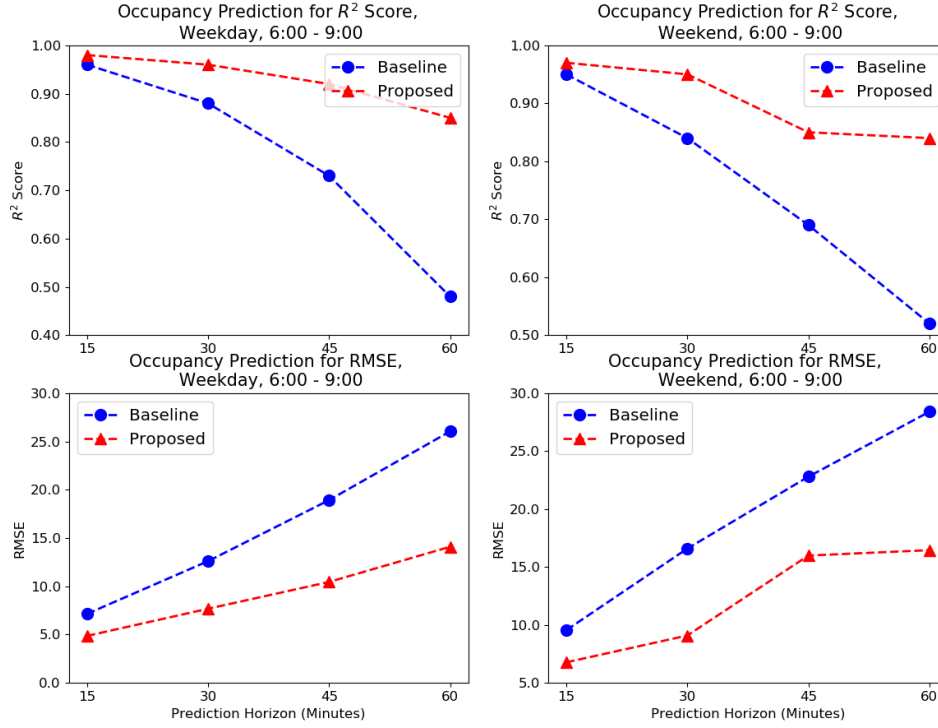 Occupancy Prediction for R² Score,
Weekday, 6:00 - 9:00
1.00
0.90
0.80
0.70
0.60
0.50
0.40
R² Score
Baseline
Proposed
15
30
45
60
Occupancy Prediction for R² Score,
Weekend, 6:00 - 9:00
1.00
0.90
0.80
0.70
0.60
0.50
R² Score
Baseline
Proposed
15
30
45
60
Occupancy Prediction for RMSE,
Weekday, 6:00 - 9:00
30.0
25.0
20.0
15.0
10.0
5.0
0.0
RMSE
Baseline
Proposed
15
30
45
60
Prediction Horizon (Minutes)
Occupancy Prediction for RMSE,
Weekend, 6:00 - 9:00
30.0
25.0
20.0
15.0
10.0
5.0
RMSE
Baseline
Proposed
15
30
45
60
Prediction Horizon (Minutes)